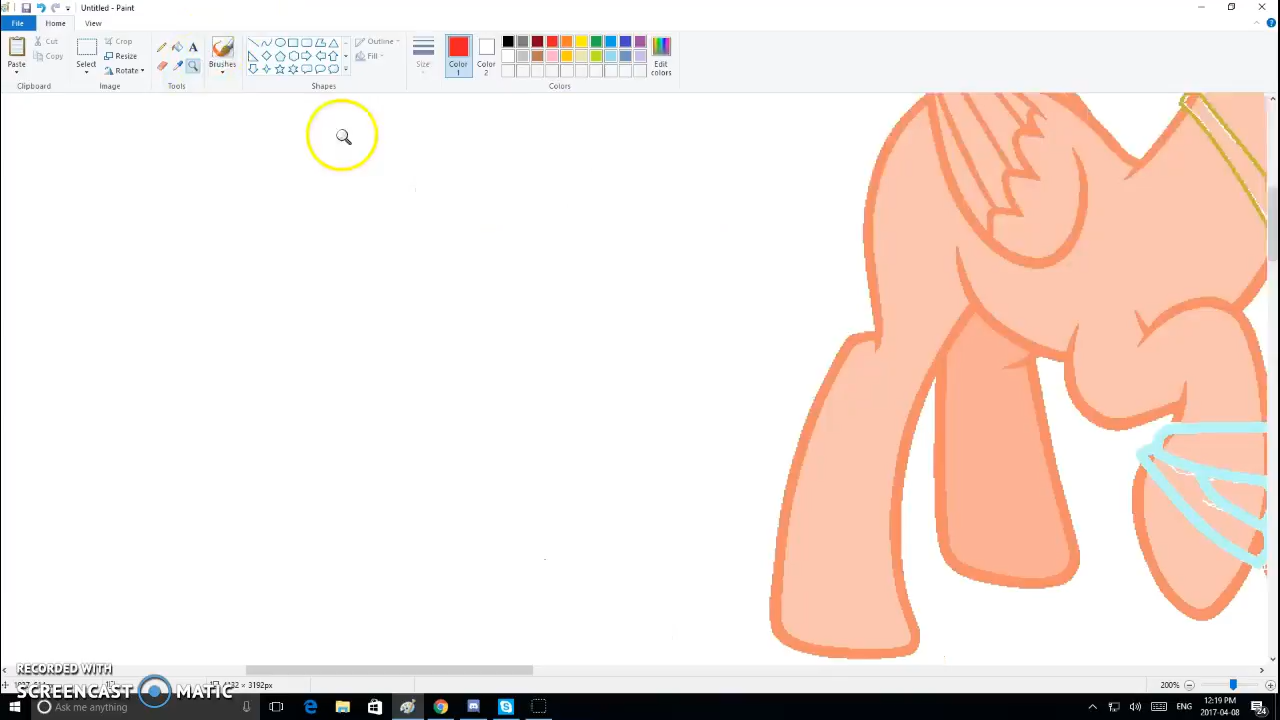 Untitled - Paint
File Home View
Paste
Cut
Copy
Clipboard
Select
Crop
Resize
Rotate
Image
A
Tools
Brushes
Outline
Fill
Shapes
Size
Color 1
Color 2
Edit colors
Colors
RECORDED WITH
SCREENCAST MATIC
3192px
200%
Ask me anything
ENG
12:19 PM
2017-04-08
24